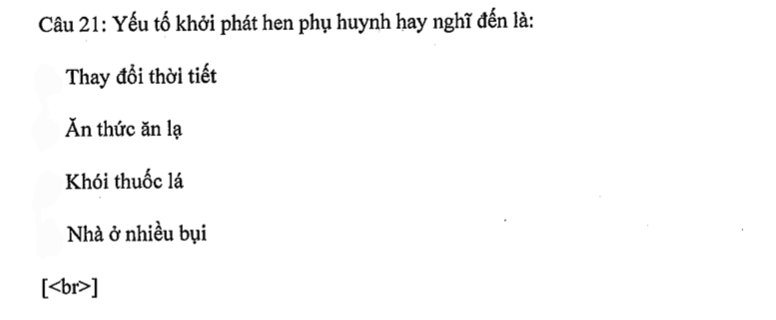 Câu 21: Yếu tố khởi phát hen phụ huynh hay nghĩ đến là:
Thay đổi thời tiết
Ăn thức ăn lạ
Khói thuốc lá
Nhà ở nhiều bụi
[<br>]